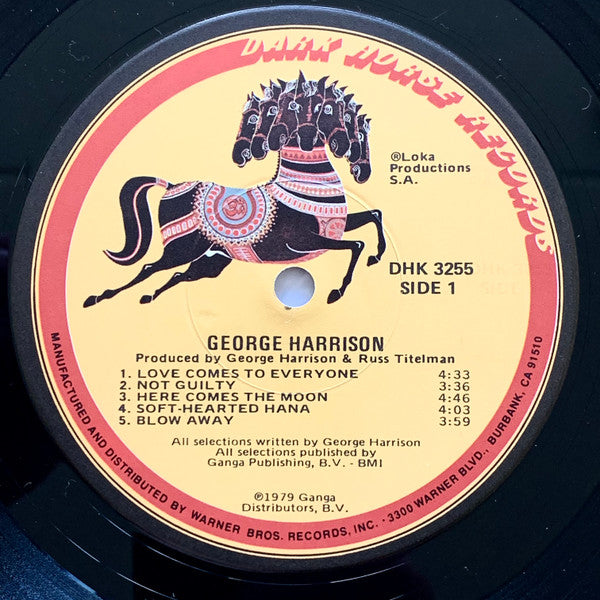 DARK HORSE RECORDS
®Loka
Productions
S.A.
DHK 3255
SIDE 1
GEORGE HARRISON
Produced by George Harrison & Russ Titelman
1. LOVE COMES TO EVERYONE 4:33
2. NOT GUILTY 3:36
3. HERE COMES THE MOON 4:46
4. SOFT-HEARTED HANA 4:03
5. BLOW AWAY 3:59
All selections written by George Harrison
All selections published by
Ganga Publishing, B.V. - BMI
℗1979 Ganga
Distributors, B.V.
MANUFACTURED AND DISTRIBUTED BY WARNER BROS. RECORDS, INC. · 3300 WARNER BLVD., BURBANK, CA 91510